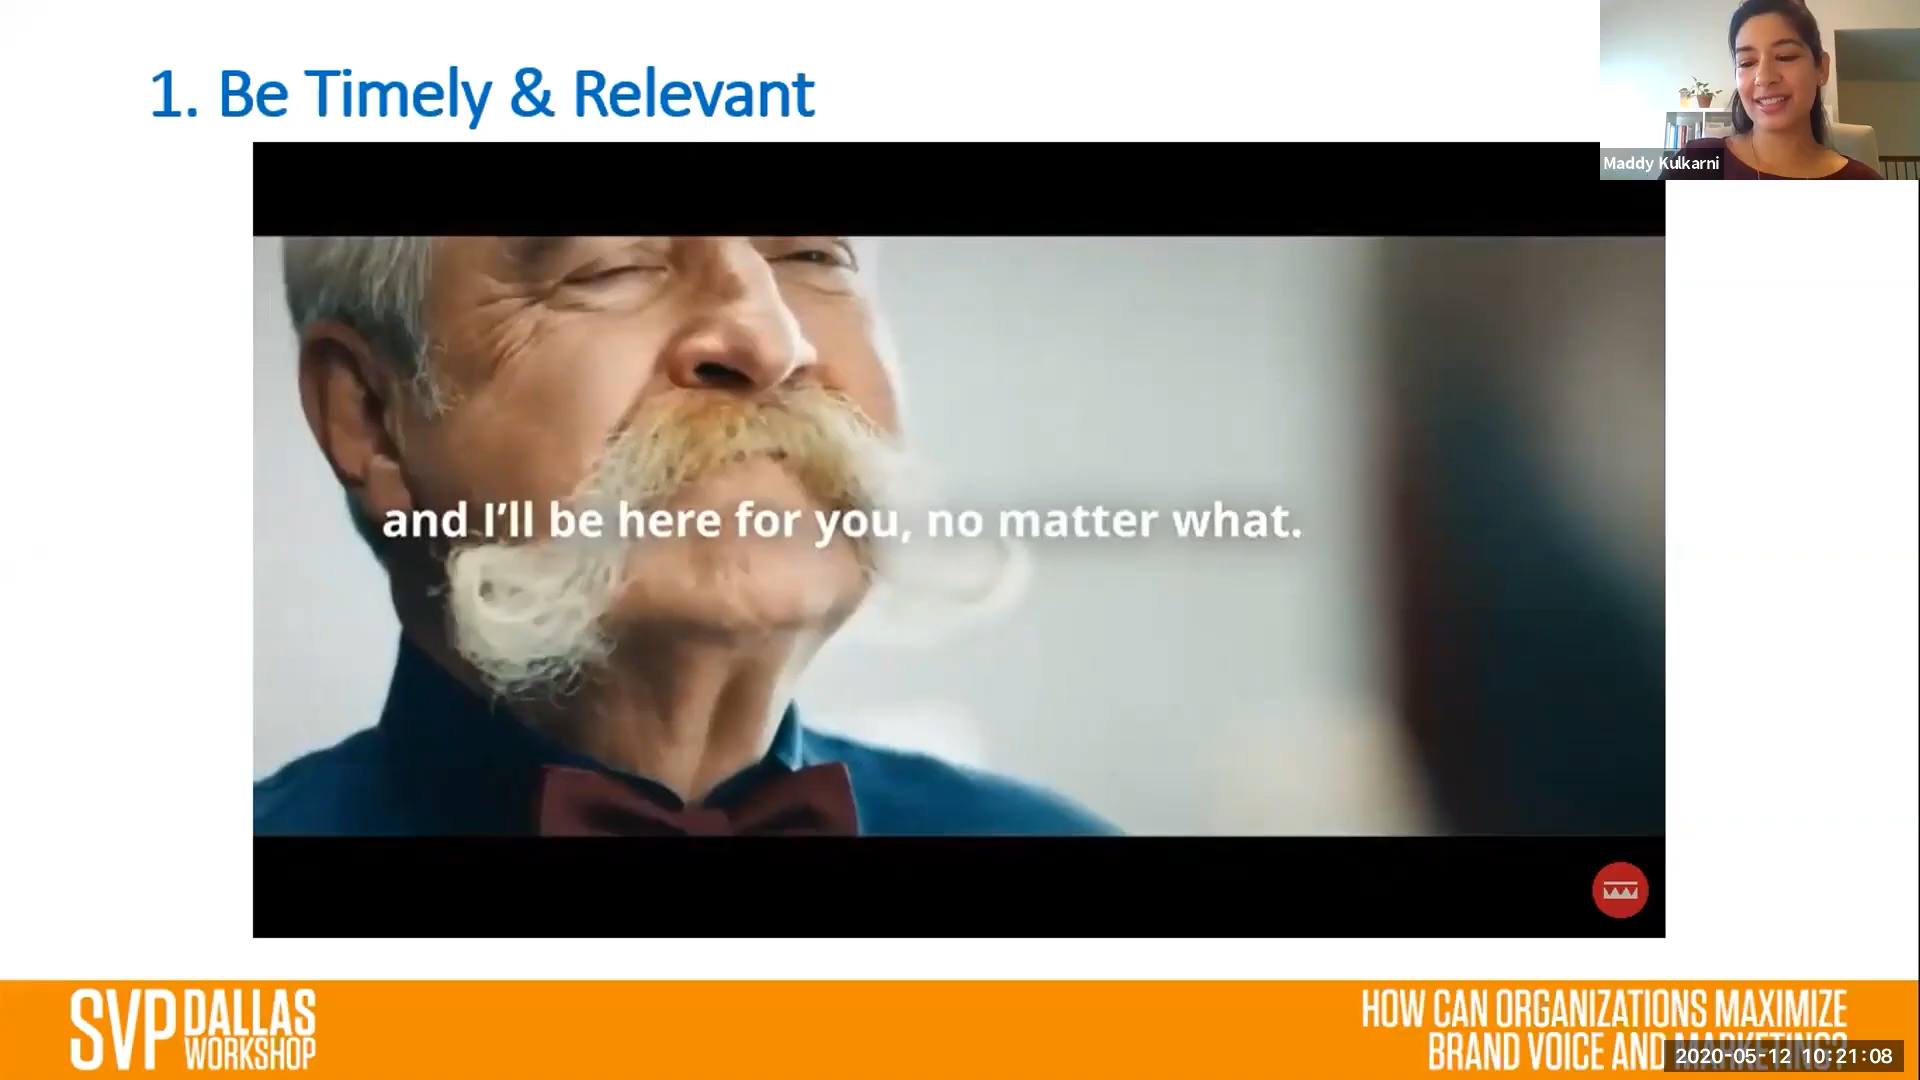 1. Be Timely & Relevant
Maddy Kulkarni
and I’ll be here for you, no matter what.
SVP DALLAS
WORKSHOP
HOW CAN ORGANIZATIONS MAXIMIZE
BRAND VOICE AND MARKETING?
2020-05-12 10:21:08